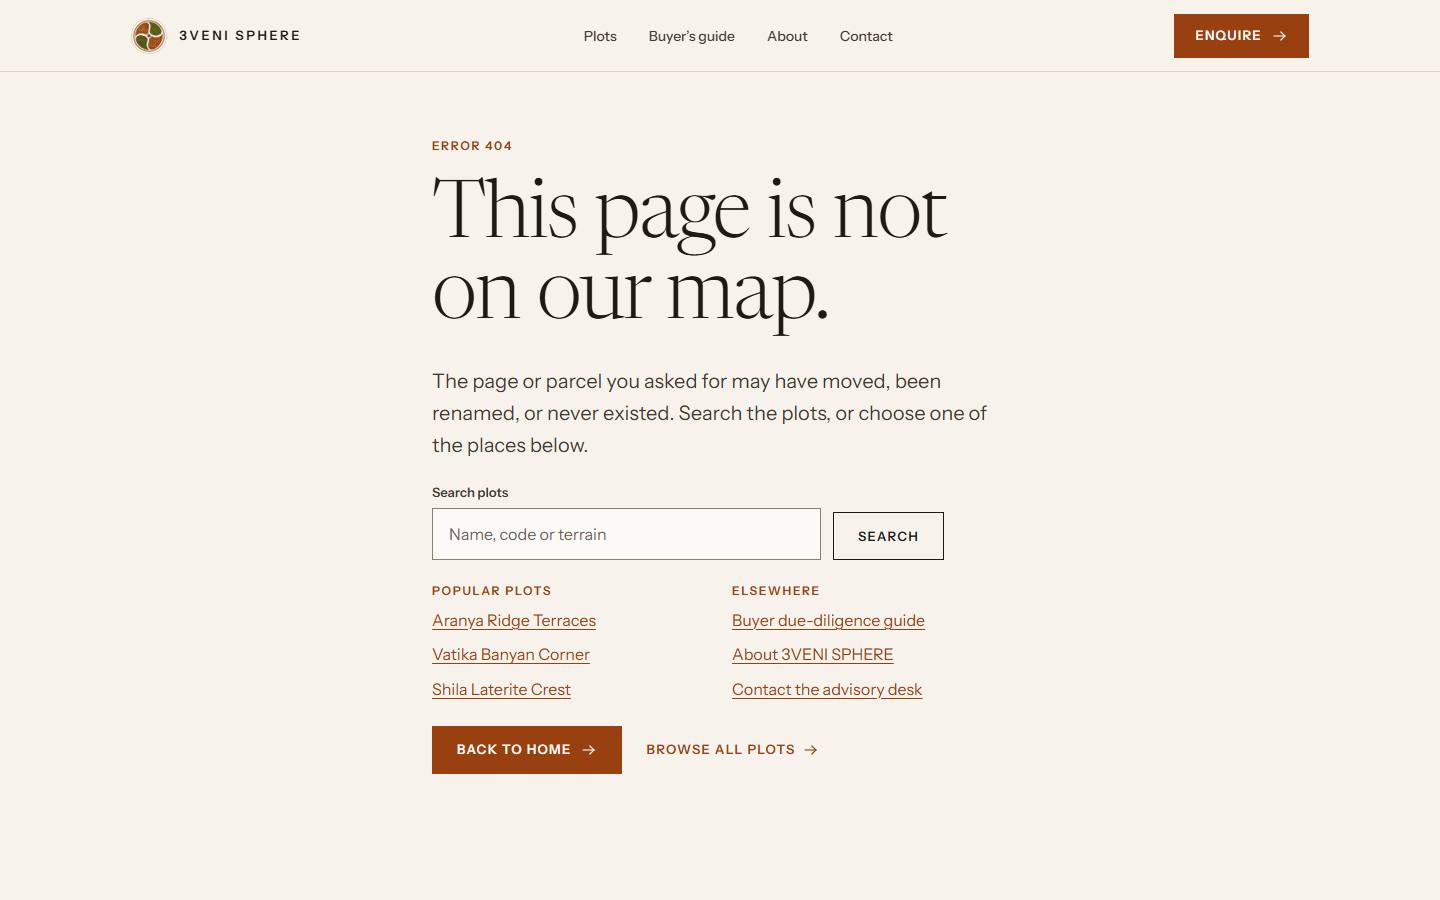 3VENI SPHERE
Plots
Buyer’s guide
About
Contact
ENQUIRE →
ERROR 404
This page is not
on our map.
The page or parcel you asked for may have moved, been
renamed, or never existed. Search the plots, or choose one of
the places below.
Search plots
Name, code or terrain
SEARCH
POPULAR PLOTS
Aranya Ridge Terraces
Vatika Banyan Corner
Shila Laterite Crest
ELSEWHERE
Buyer due-diligence guide
About 3VENI SPHERE
Contact the advisory desk
BACK TO HOME →
BROWSE ALL PLOTS →